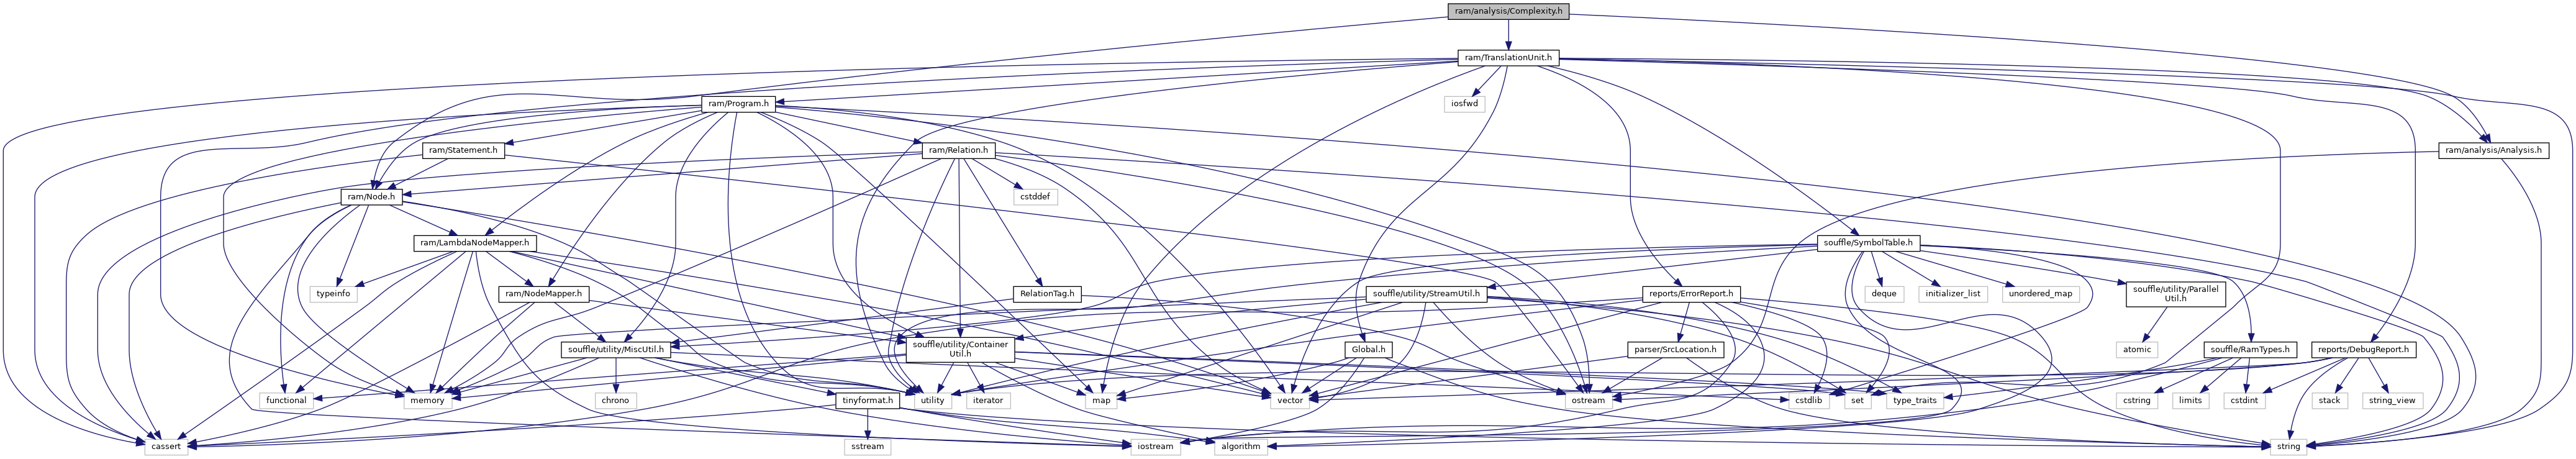 ram/analysis/Complexity.h
ram/TranslationUnit.h
ram/Program.h
iosfwd
ram/Statement.h
ram/Relation.h
ram/analysis/Analysis.h
ram/Node.h
cstddef
ram/LambdaNodeMapper.h
souffle/SymbolTable.h
typeinfo
ram/NodeMapper.h
RelationTag.h
souffle/utility/StreamUtil.h
reports/ErrorReport.h
deque
initializer_list
unordered_map
souffle/utility/Parallel
Util.h
souffle/utility/MiscUtil.h
souffle/utility/Container
Util.h
Global.h
parser/SrcLocation.h
atomic
souffle/RamTypes.h
reports/DebugReport.h
functional
memory
chrono
tinyformat.h
utility
iterator
map
vector
ostream
cstdlib
set
type_traits
cstring
limits
cstdint
stack
string_view
cassert
sstream
iostream
algorithm
string